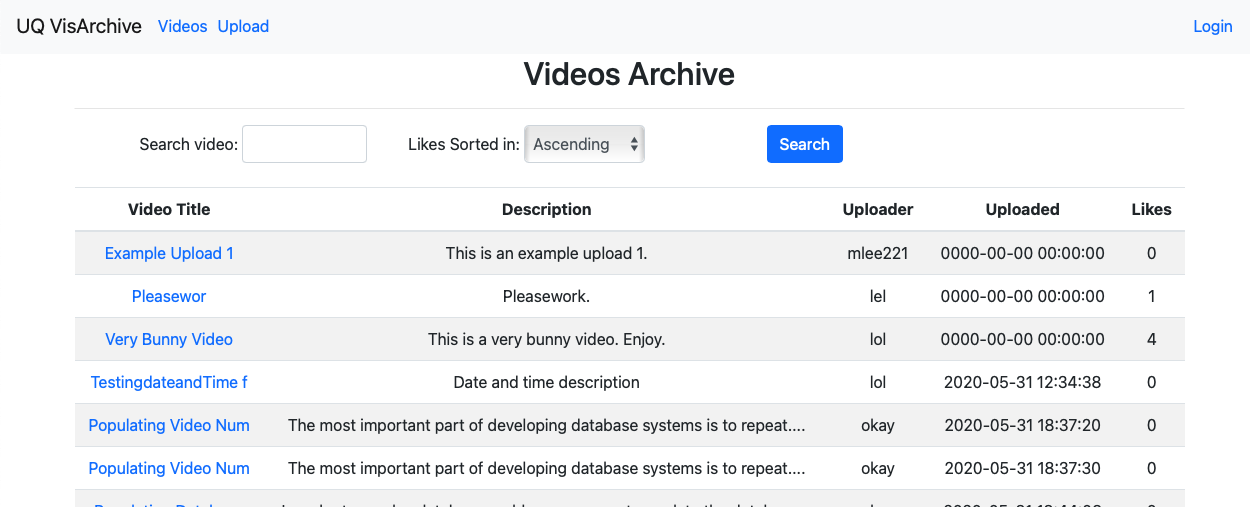 UQ VisArchive Videos Upload Login
Videos Archive
Search video: Likes Sorted in: Ascending Search
Video Title Description Uploader Uploaded Likes
Example Upload 1 This is an example upload 1. mlee221 0000-00-00 00:00:00 0
Pleasewor Pleasework. lel 0000-00-00 00:00:00 1
Very Bunny Video This is a very bunny video. Enjoy. lol 0000-00-00 00:00:00 4
TestingdateandTime f Date and time description lol 2020-05-31 12:34:38 0
Populating Video Num The most important part of developing database systems is to repeat.... okay 2020-05-31 18:37:20 0
Populating Video Num The most important part of developing database systems is to repeat.... okay 2020-05-31 18:37:30 0